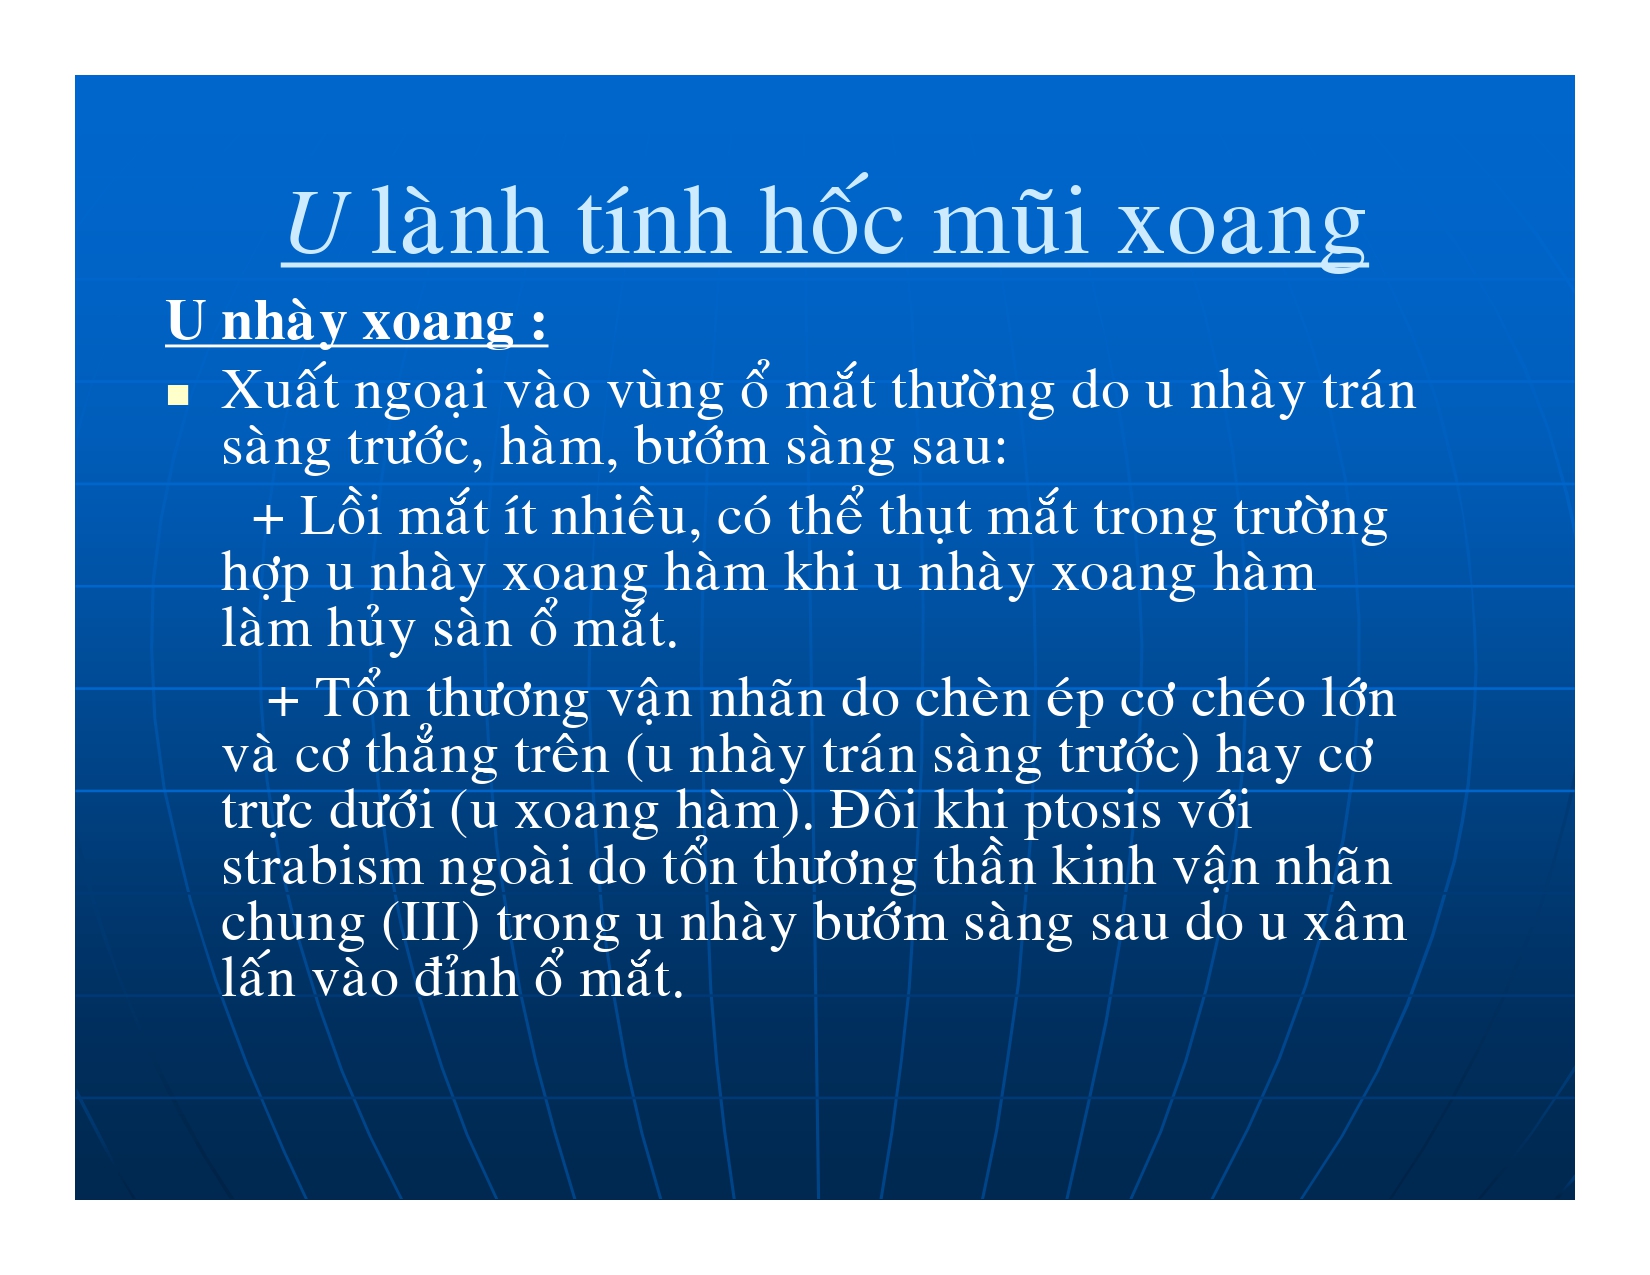 U lành tính hốc mũi xoang
U nhày xoang :
Xuất ngoại vào vùng ổ mắt thường do u nhày trán
sàng trước, hàm, bướm sàng sau:
+ Lồi mắt ít nhiều, có thể thụt mắt trong trường
hợp u nhày xoang hàm khi u nhày xoang hàm
làm hủy sàn ổ mắt.
+ Tổn thương vận nhãn do chèn ép cơ chéo lớn
và cơ thẳng trên (u nhày trán sàng trước) hay cơ
trực dưới (u xoang hàm). Đôi khi ptosis với
strabism ngoài do tổn thương thần kinh vận nhãn
chung (III) trong u nhày bướm sàng sau do u xâm
lấn vào đỉnh ổ mắt.